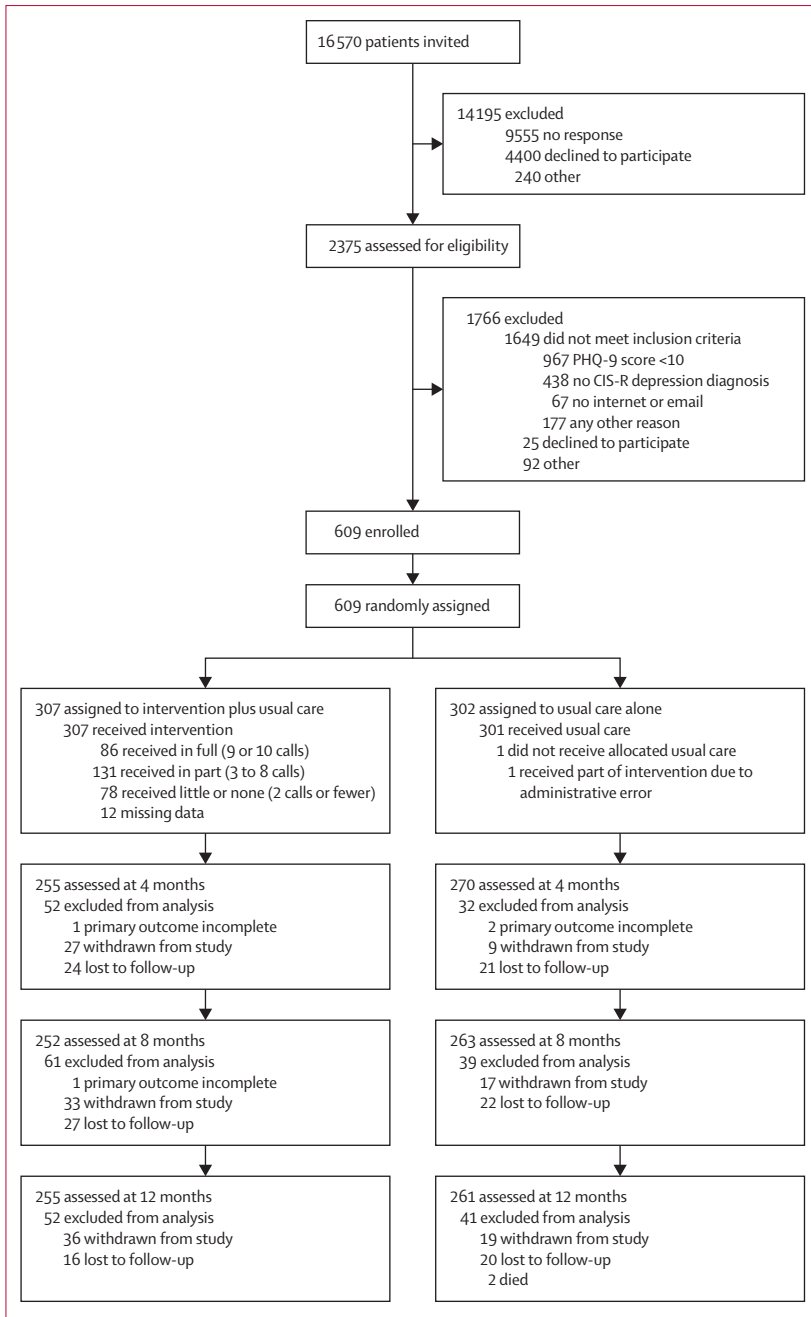 16 570 patients invited
14 195 excluded
9555 no response
4400 declined to participate
240 other
2375 assessed for eligibility
1766 excluded
1649 did not meet inclusion criteria
967 PHQ-9 score <10
438 no CIS-R depression diagnosis
67 no internet or email
177 any other reason
25 declined to participate
92 other
609 enrolled
609 randomly assigned
307 assigned to intervention plus usual care
307 received intervention
86 received in full (9 or 10 calls)
131 received in part (3 to 8 calls)
78 received little or none (2 calls or fewer)
12 missing data
302 assigned to usual care alone
301 received usual care
1 did not receive allocated usual care
1 received part of intervention due to
administrative error
255 assessed at 4 months
52 excluded from analysis
1 primary outcome incomplete
27 withdrawn from study
24 lost to follow-up
270 assessed at 4 months
32 excluded from analysis
2 primary outcome incomplete
9 withdrawn from study
21 lost to follow-up
252 assessed at 8 months
61 excluded from analysis
1 primary outcome incomplete
33 withdrawn from study
27 lost to follow-up
263 assessed at 8 months
39 excluded from analysis
17 withdrawn from study
22 lost to follow-up
255 assessed at 12 months
52 excluded from analysis
36 withdrawn from study
16 lost to follow-up
261 assessed at 12 months
41 excluded from analysis
19 withdrawn from study
20 lost to follow-up
2 died